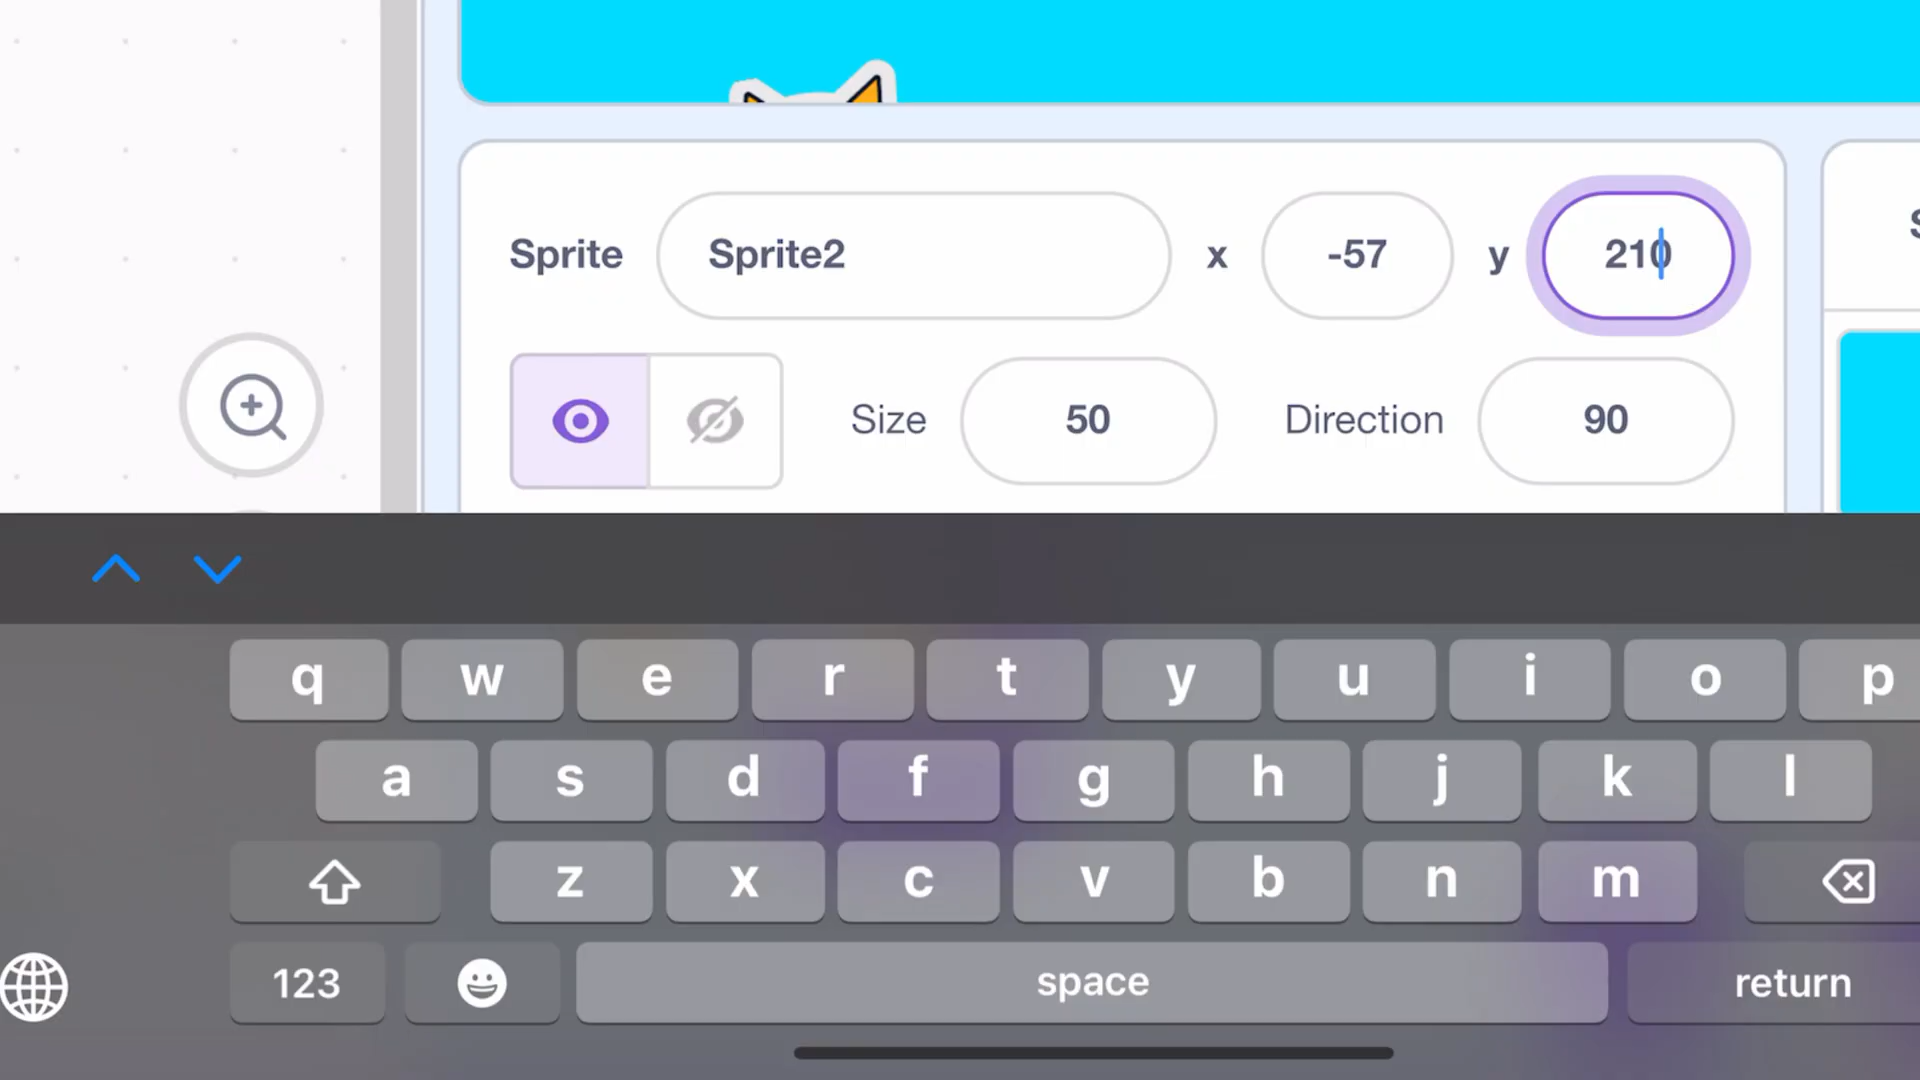 Sprite Sprite2 x -57 y 210
Size 50 Direction 90
q w e r t y u i o p
a s d f g h j k l
z x c v b n m
123 space return